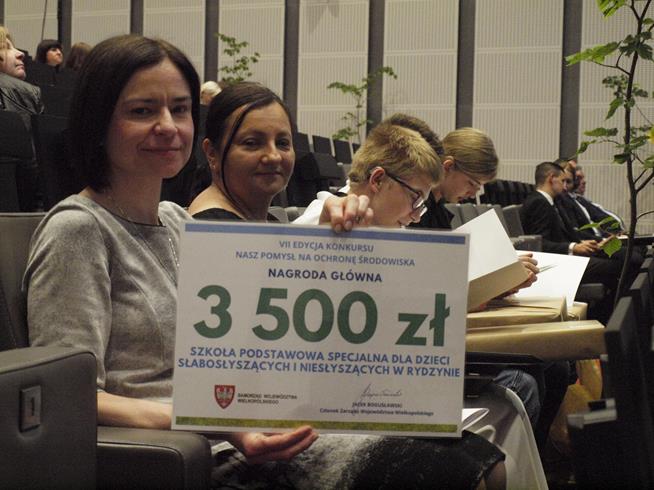 VII EDYCJA KONKURSU
NASZ POMYSŁ NA OCHRONĘ ŚRODOWISKA
NAGRODA GŁÓWNA
3 500 zł
SZKOŁA PODSTAWOWA SPECJALNA DLA DZIECI
SŁABOSŁYSZĄCYCH I NIESŁYSZĄCYCH W RYDZYNIE
SAMORZĄD WOJEWÓDZTWA
WIELKOPOLSKIEGO
JACEK BOGUSŁAWSKI
Członek Zarządu Województwa Wielkopolskiego